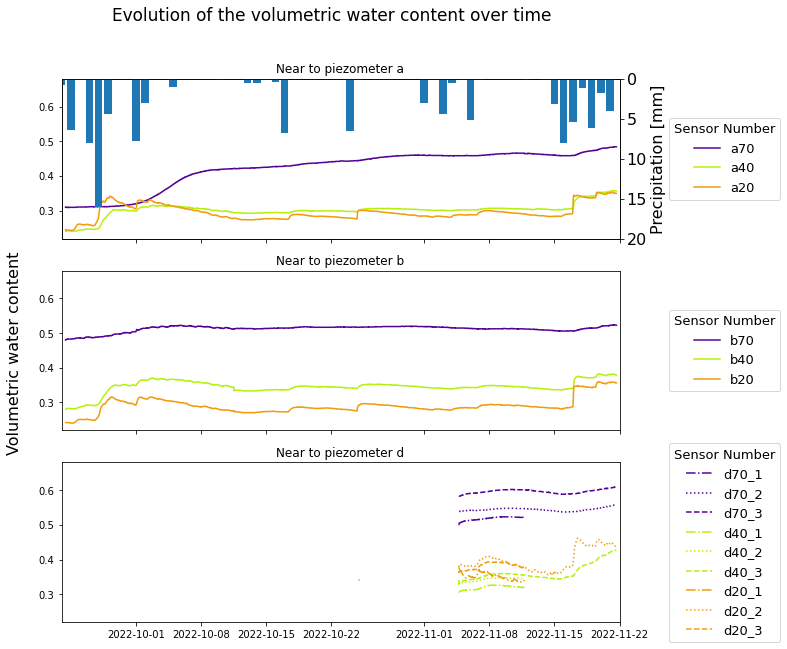 Evolution of the volumetric water content over time
Near to piezometer a
0.6
0.5
0.4
0.3
0
5
10
15
20
Precipitation [mm]
Sensor Number
a70
a40
a20
Volumetric water content
Near to piezometer b
0.6
0.5
0.4
0.3
Sensor Number
b70
b40
b20
Near to piezometer d
0.6
0.5
0.4
0.3
2022-10-01 2022-10-08 2022-10-15 2022-10-22 2022-11-01 2022-11-08 2022-11-15 2022-11-22
Sensor Number
d70_1
d70_2
d70_3
d40_1
d40_2
d40_3
d20_1
d20_2
d20_3